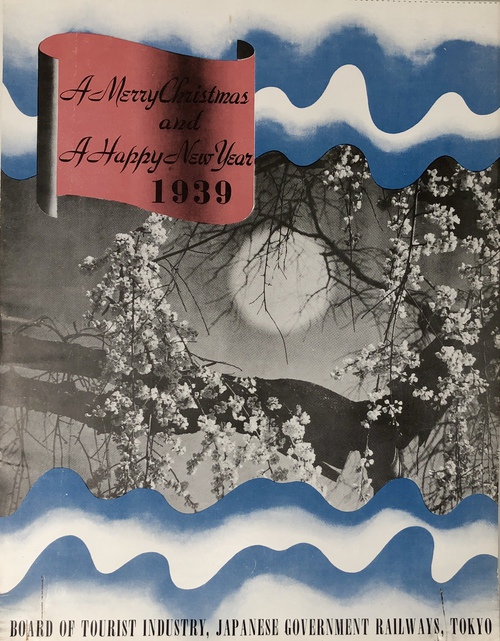 A Merry Christmas
and
A Happy New Year
1939
BOARD OF TOURIST INDUSTRY, JAPANESE GOVERNMENT RAILWAYS, TOKYO